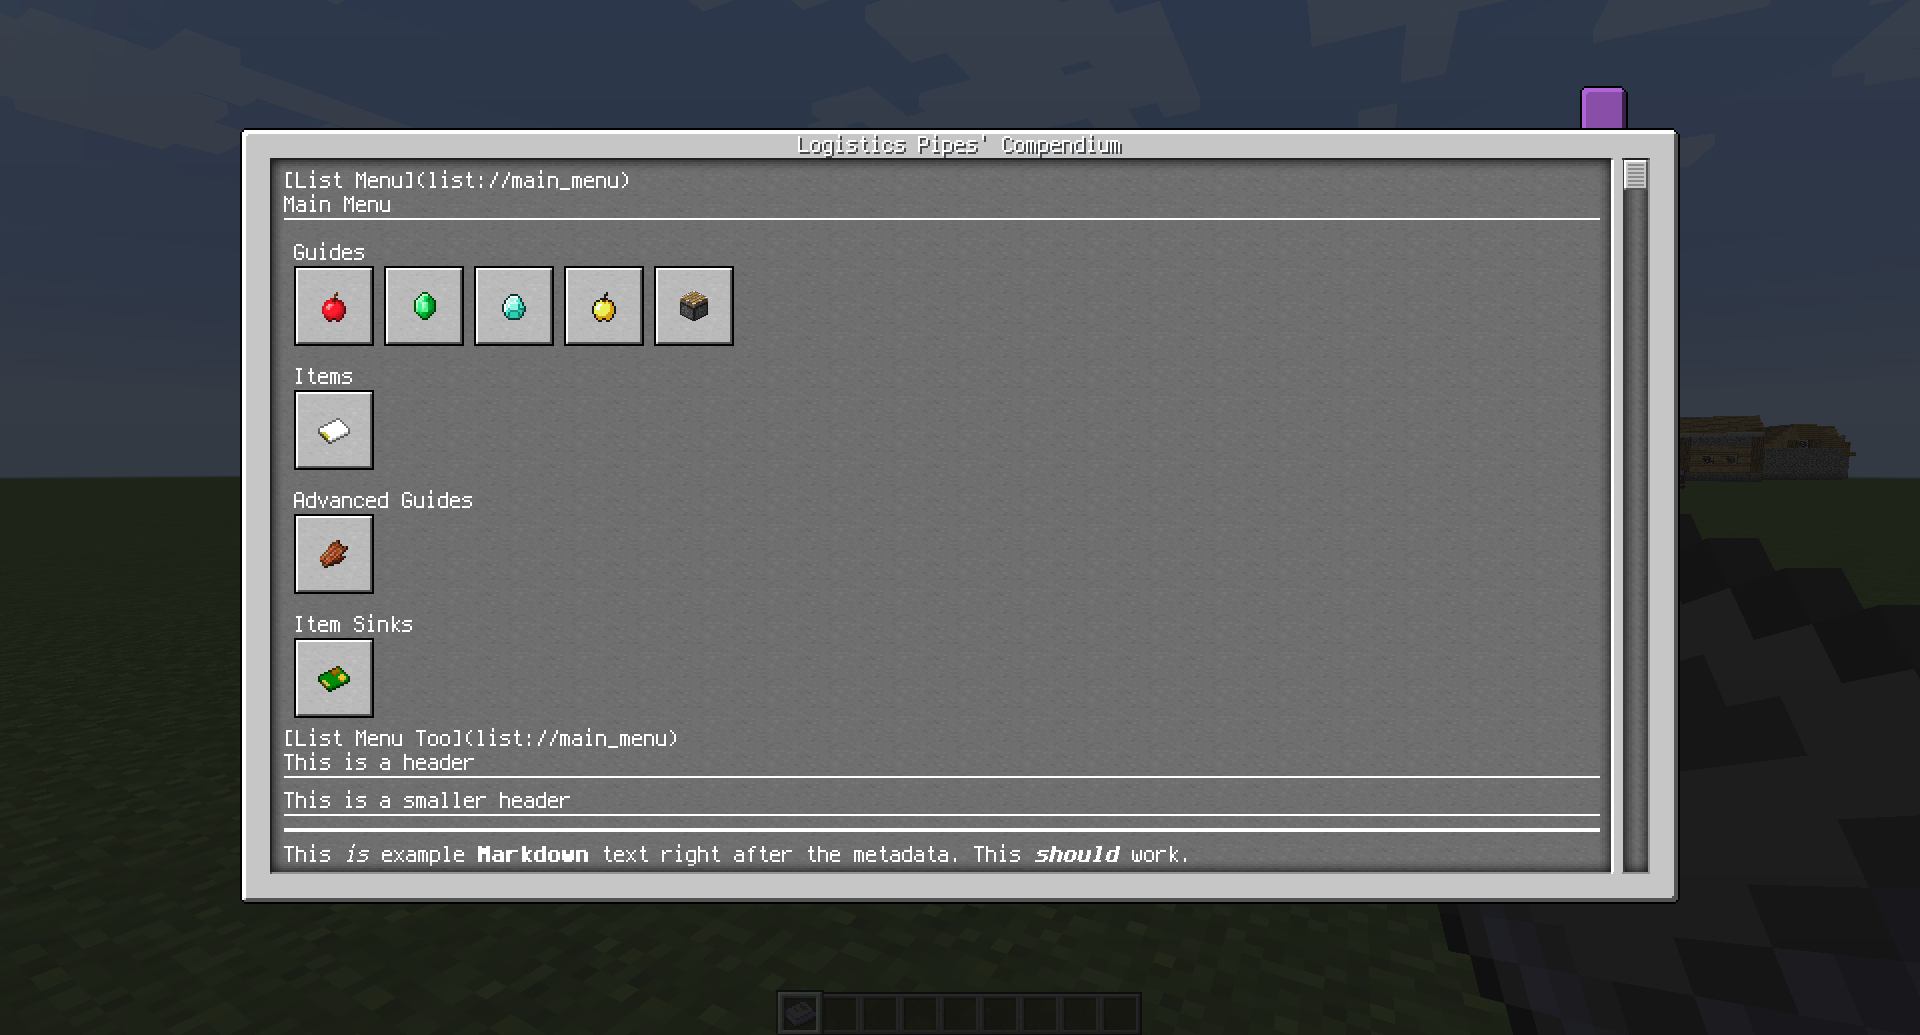 Logistics Pipes' Compendium
[List Menu](list://main_menu)
Main Menu
Guides
Items
Advanced Guides
Item Sinks
[List Menu Too](list://main_menu)
This is a header
This is a smaller header
This is example Markdown text right after the metadata. This should work.